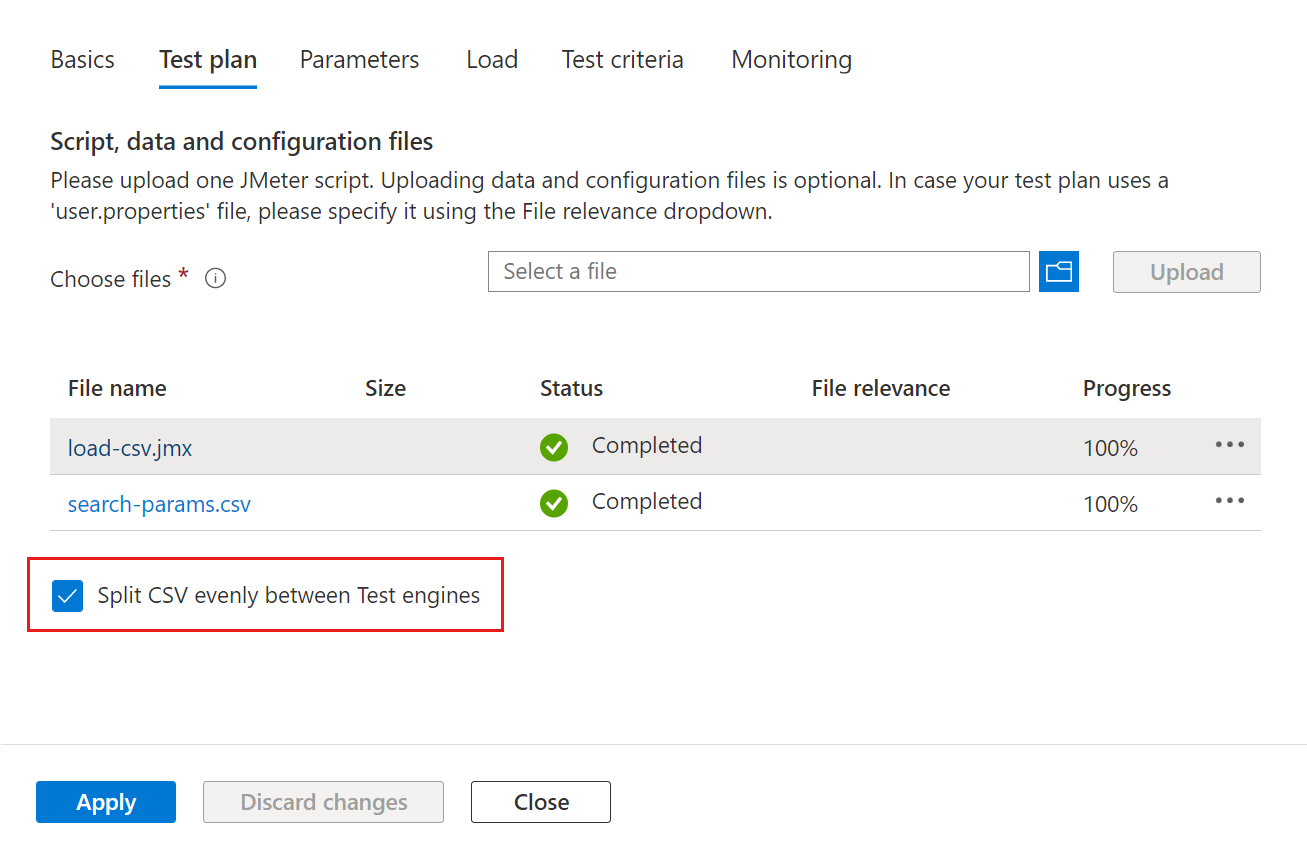 Basics Test plan Parameters Load Test criteria Monitoring
Script, data and configuration files
Please upload one JMeter script. Uploading data and configuration files is optional. In case your test plan uses a
'user.properties' file, please specify it using the File relevance dropdown.
Choose files * Select a file Upload
File name Size Status File relevance Progress
load-csv.jmx Completed 100%
search-params.csv Completed 100%
Split CSV evenly between Test engines
Apply Discard changes Close